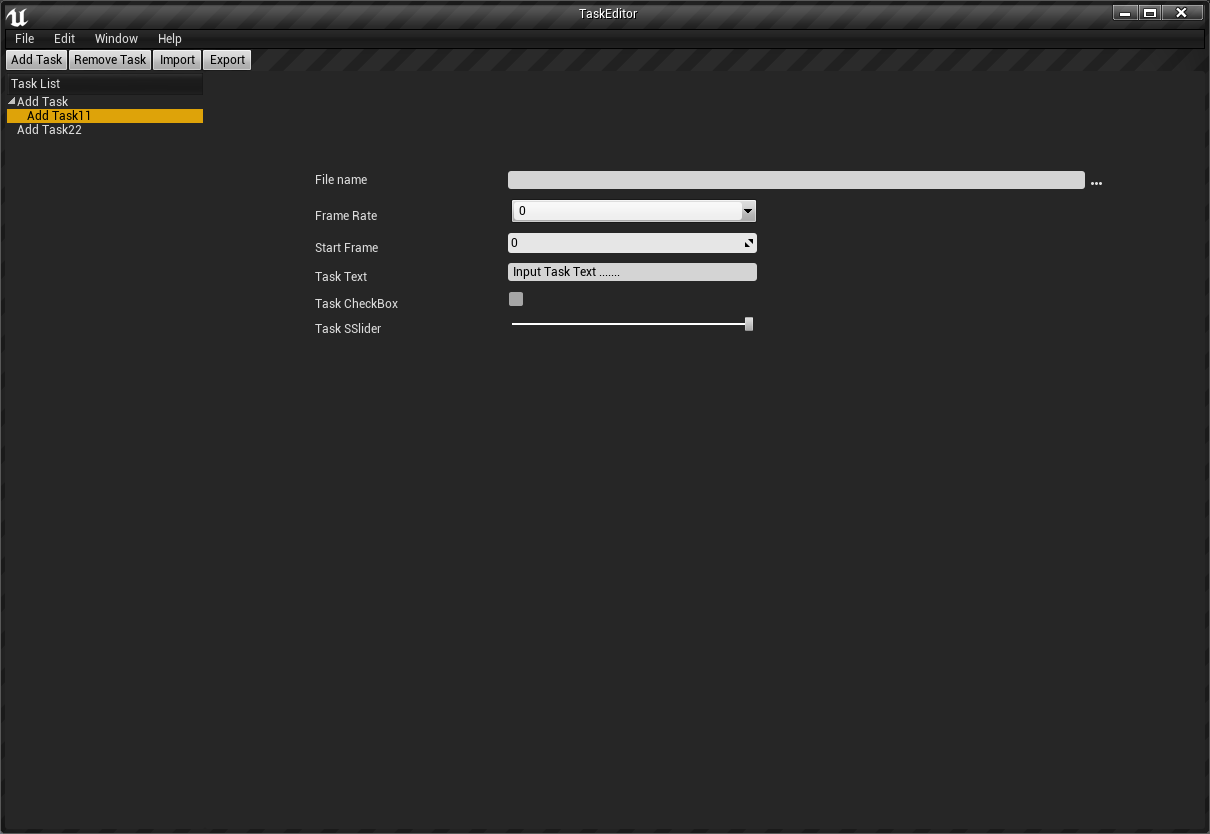 TaskEditor
File Edit Window Help
Add Task Remove Task Import Export
Task List
Add Task
Add Task11
Add Task22
File name ...
Frame Rate 0
Start Frame 0
Task Text Input Task Text .......
Task CheckBox
Task SSlider